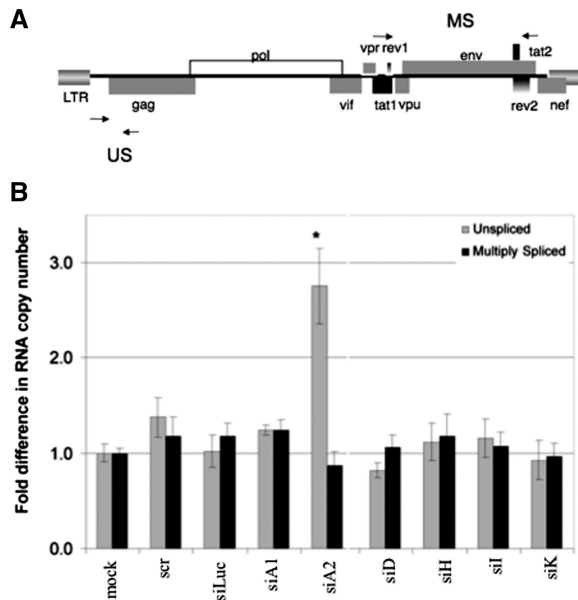 A
MS
vpr rev1
pol
env
tat2
LTR
gag
vif
tat1 vpu
rev2
nef
US
B
Fold difference in RNA copy number
3.0
2.0
1.0
0.0
*
Unspliced
Multiply Spliced
mock
scr
siLuc
siA1
siA2
siD
siH
siI
siK